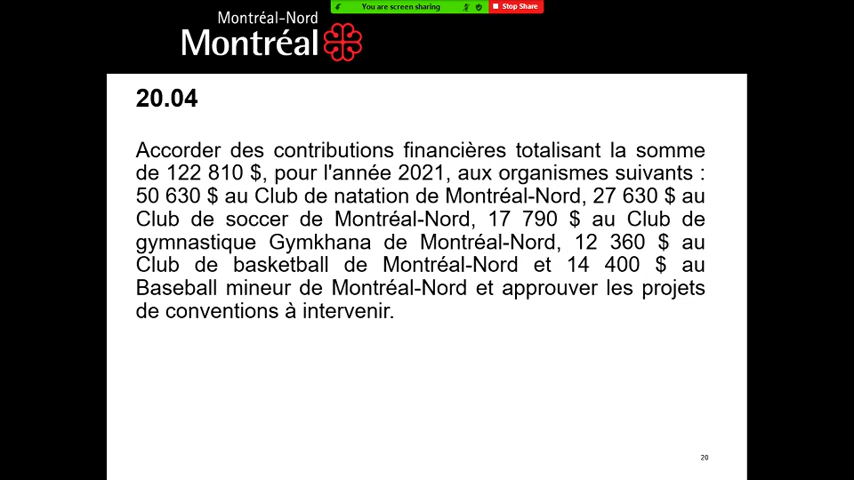 You are screen sharing
Stop Share
Montréal-Nord
Montréal
20.04
Accorder des contributions financières totalisant la somme
de 122 810 $, pour l'année 2021, aux organismes suivants :
50 630 $ au Club de natation de Montréal-Nord, 27 630 $ au
Club de soccer de Montréal-Nord, 17 790 $ au Club de
gymnastique Gymkhana de Montréal-Nord, 12 360 $ au
Club de basketball de Montréal-Nord et 14 400 $ au
Baseball mineur de Montréal-Nord et approuver les projets
de conventions à intervenir.
20